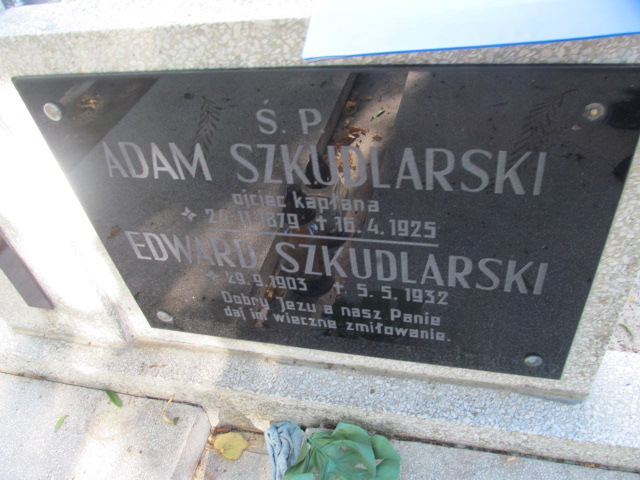 Ś. P.
ADAM SZKUDLARSKI
ojciec kapłana
✶ 24.11.1879 ✝ 16.4.1925
EDWARD SZKUDLARSKI
✶ 29.9.1903 ✝ 5.5.1932
Dobry Jezu a nasz Panie
daj im wieczne zmiłowanie.